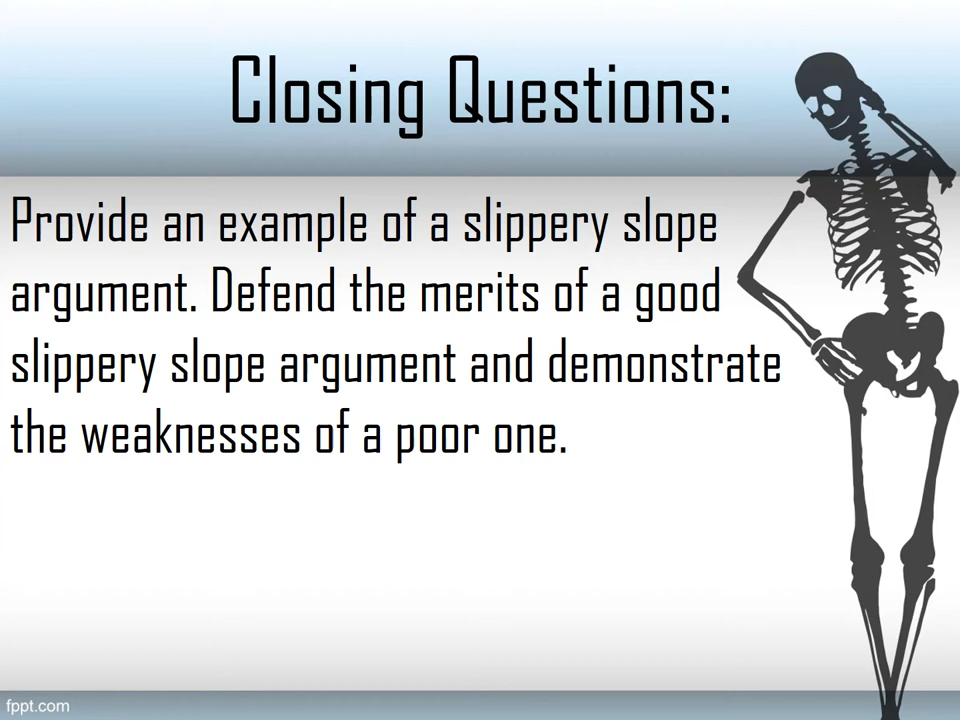 Closing Questions:
Provide an example of a slippery slope
argument. Defend the merits of a good
slippery slope argument and demonstrate
the weaknesses of a poor one.
fppt.com